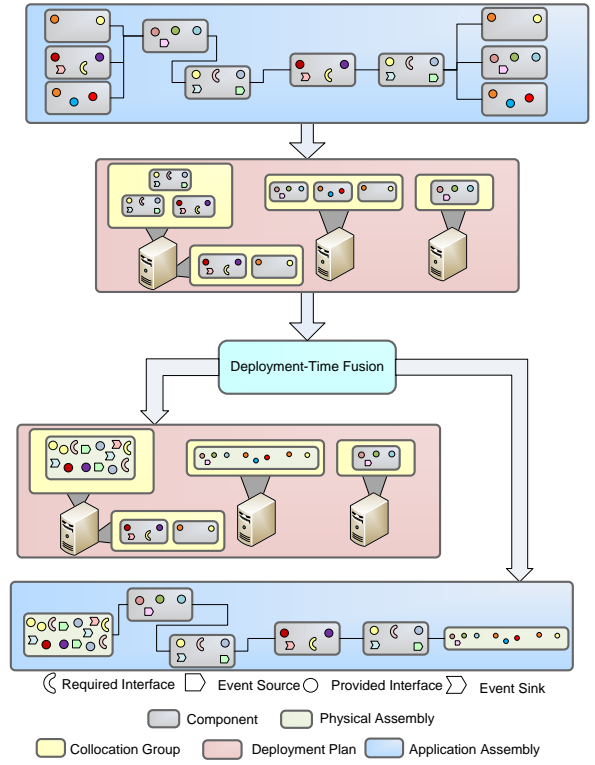 Deployment-Time Fusion
Required Interface Event Source Provided Interface Event Sink
Component Physical Assembly
Collocation Group Deployment Plan Application Assembly